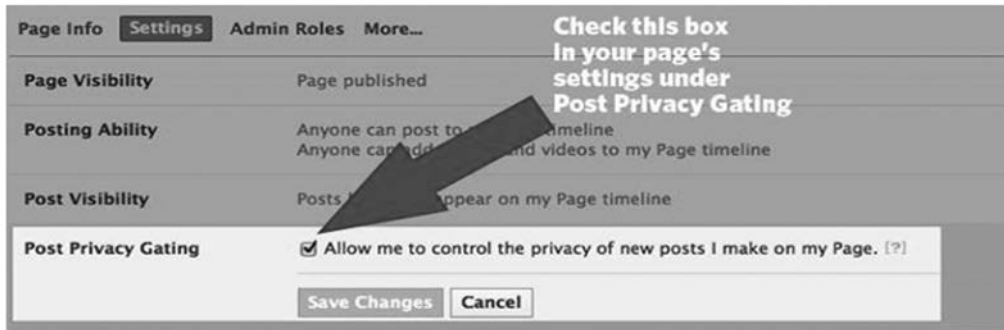 Page Info Settings Admin Roles More...
Check this box
in your page's
settings under
Post Privacy Gating
Page Visibility Page published
Posting Ability Anyone can post to timeline
Anyone can add and videos to my Page timeline
Post Visibility Posts appear on my Page timeline
Post Privacy Gating Allow me to control the privacy of new posts I make on my Page. [?]
Save Changes Cancel